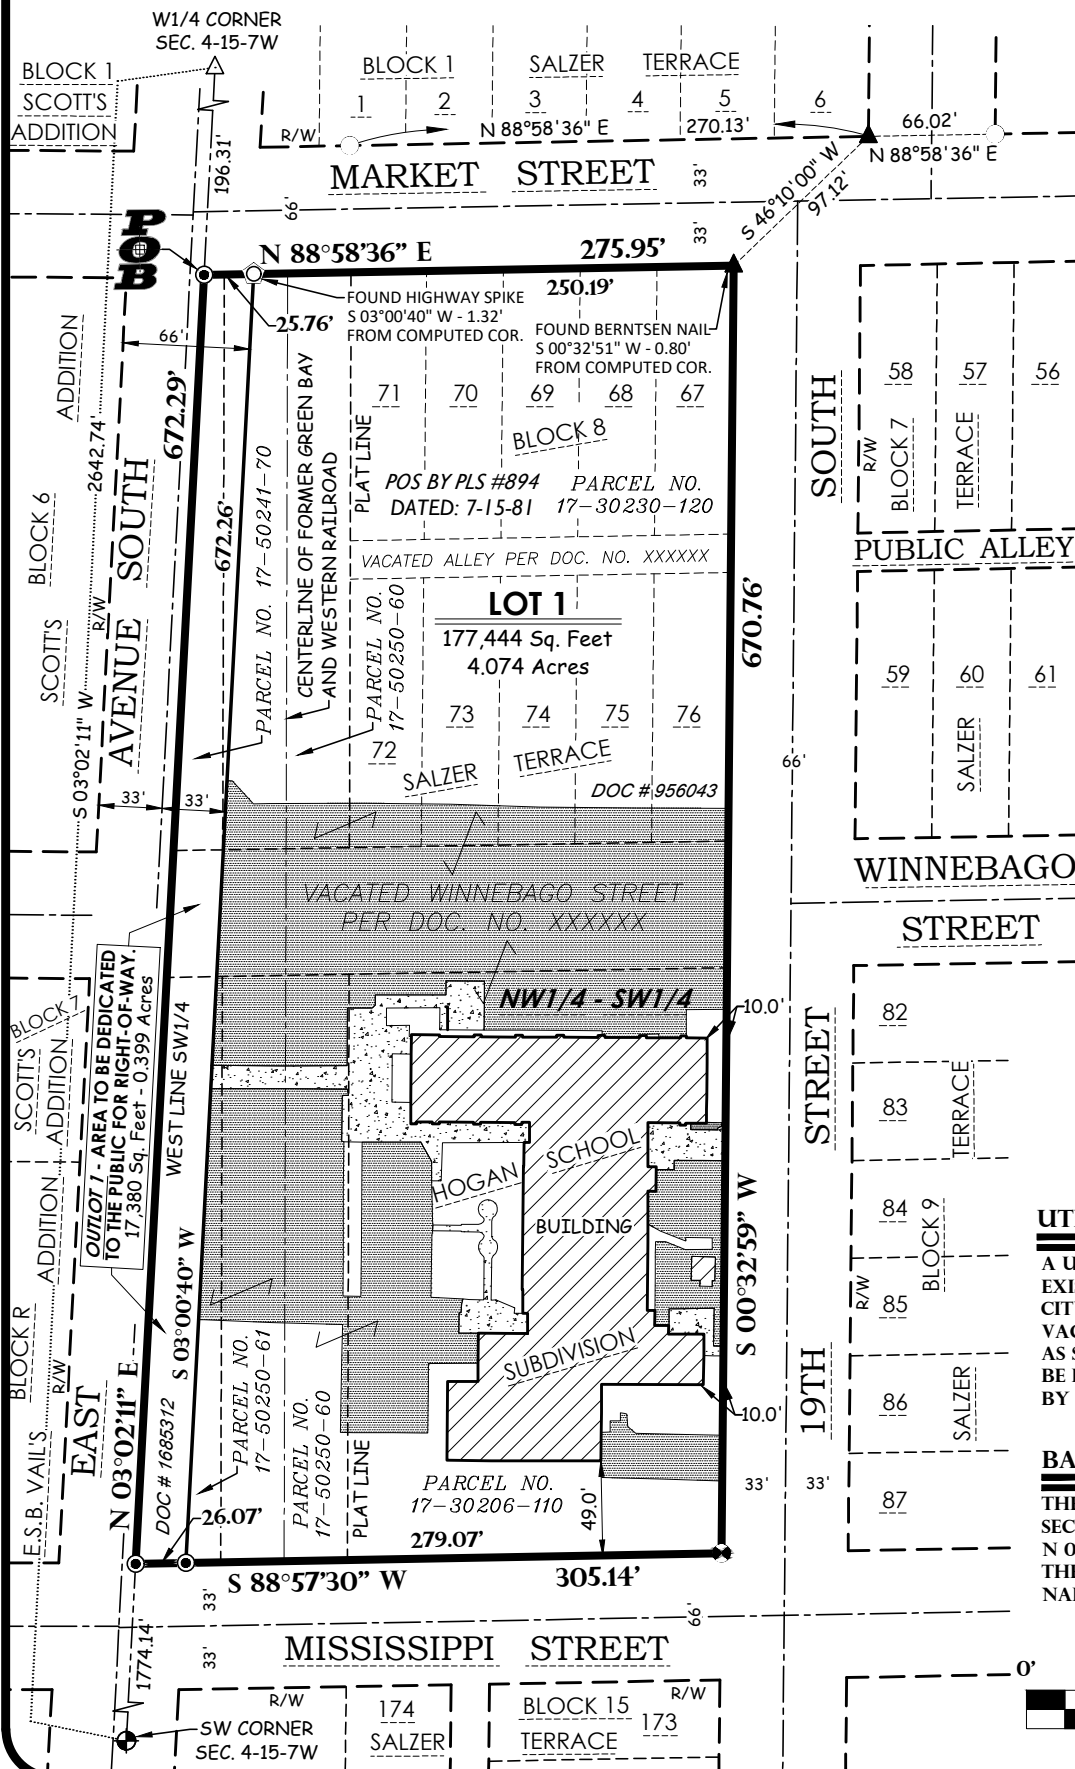 W1/4 CORNER
SEC. 4-15-7W
BLOCK 1
SCOTT'S
ADDITION
BLOCK 1
SALZER
TERRACE
1
2
3
4
5
6
R/W
N 88°58'36" E
270.13'
66.02'
N 88°58'36" E
196.31'
MARKET STREET
33'
66'
33'
S 46°10'00" W
97.12'
POB
N 88°58'36" E
275.95'
250.19'
25.76'
FOUND HIGHWAY SPIKE
S 03°00'40" W - 1.32'
FROM COMPUTED COR.
FOUND BERNTSEN NAIL
S 00°32'51" W - 0.80'
FROM COMPUTED COR.
66'
ADDITION
2642.74'
672.29'
672.26'
PARCEL NO. 17-50241-70
CENTERLINE OF FORMER GREEN BAY
AND WESTERN RAILROAD
PLAT LINE
71
70
69
68
67
BLOCK 8
POS BY PLS #894
DATED: 7-15-81
PARCEL NO.
17-30230-120
VACATED ALLEY PER DOC. NO. XXXXXX
LOT 1
177,444 Sq. Feet
4.074 Acres
PARCEL NO.
17-50250-60
72
73
74
75
76
SALZER
TERRACE
DOC # 956043
BLOCK 6
SCOTT'S
R/W
AVENUE SOUTH
S 03°02'11" W
33'
33'
670.76'
SOUTH
66'
58
57
56
R/W
BLOCK 7
TERRACE
PUBLIC ALLEY
59
60
61
SALZER
WINNEBAGO
STREET
VACATED WINNEBAGO STREET
PER DOC. NO. XXXXXX
NW1/4 - SW1/4
10.0'
BLOCK 7
SCOTT'S
ADDITION
OUTLOT 1 - AREA TO BE DEDICATED
TO THE PUBLIC FOR RIGHT-OF-WAY.
17,380 Sq. Feet - 0.399 Acres
WEST LINE SW1/4
HOGAN
SCHOOL
BUILDING
SUBDIVISION
STREET
82
83
84
85
86
87
TERRACE
BLOCK 9
R/W
SALZER
S 00°32'59" W
19TH
10.0'
33'
33'
ADDITION
BLOCK R
R/W
E.S.B. VAIL'S
EAST
N 03°02'11" E
S 03°00'40" W
DOC # 1685312
PARCEL NO.
17-50250-61
PARCEL NO.
17-50250-60
PLAT LINE
PARCEL NO.
17-30206-110
49.0'
26.07'
279.07'
S 88°57'30" W
305.14'
33'
66'
33'
1774.14'
MISSISSIPPI STREET
SW CORNER
SEC. 4-15-7W
R/W
174
SALZER
BLOCK 15
TERRACE
173
R/W
UT
A U
EXI
CIT
VAC
AS S
BE
BY
BA
THE
SEC
N 0
THE
NAI
0'